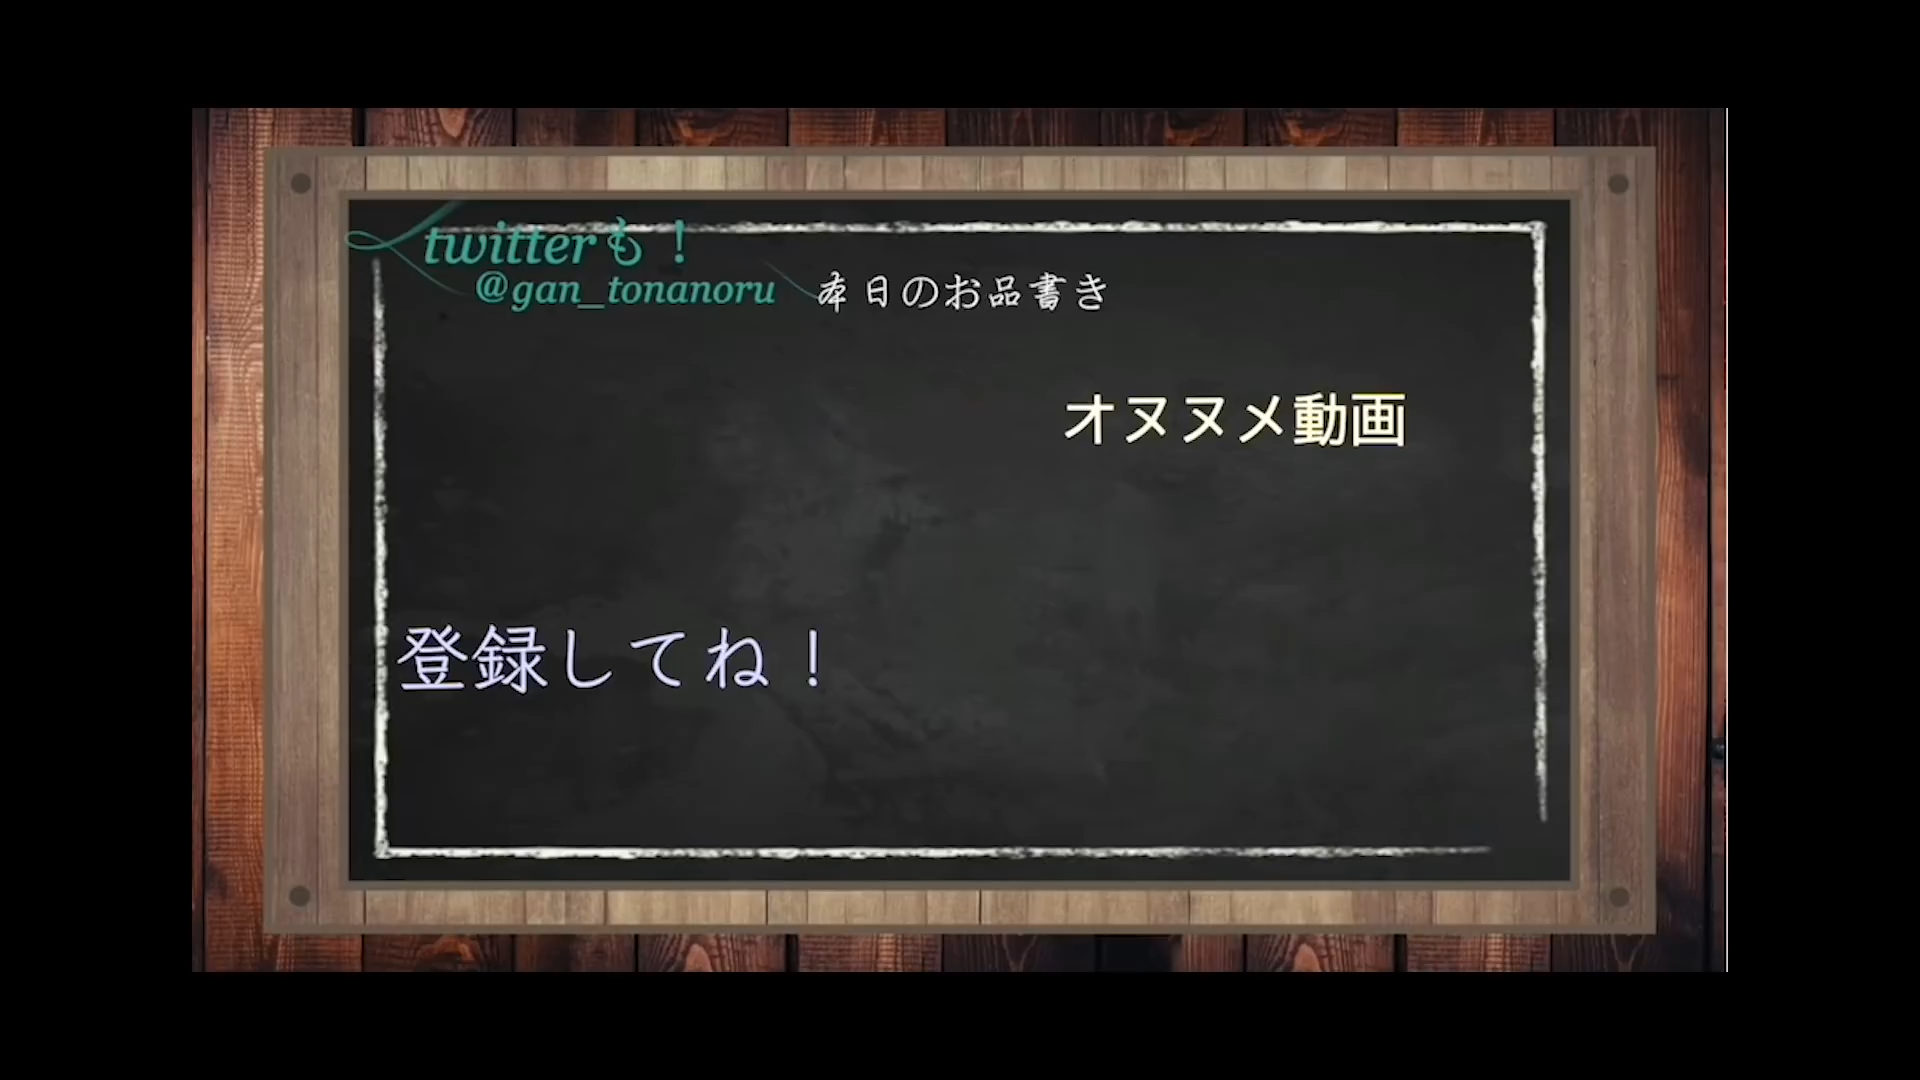 twitterも！
@gan_tonanoru
本日のお品書き
オヌヌメ動画
登録してね！